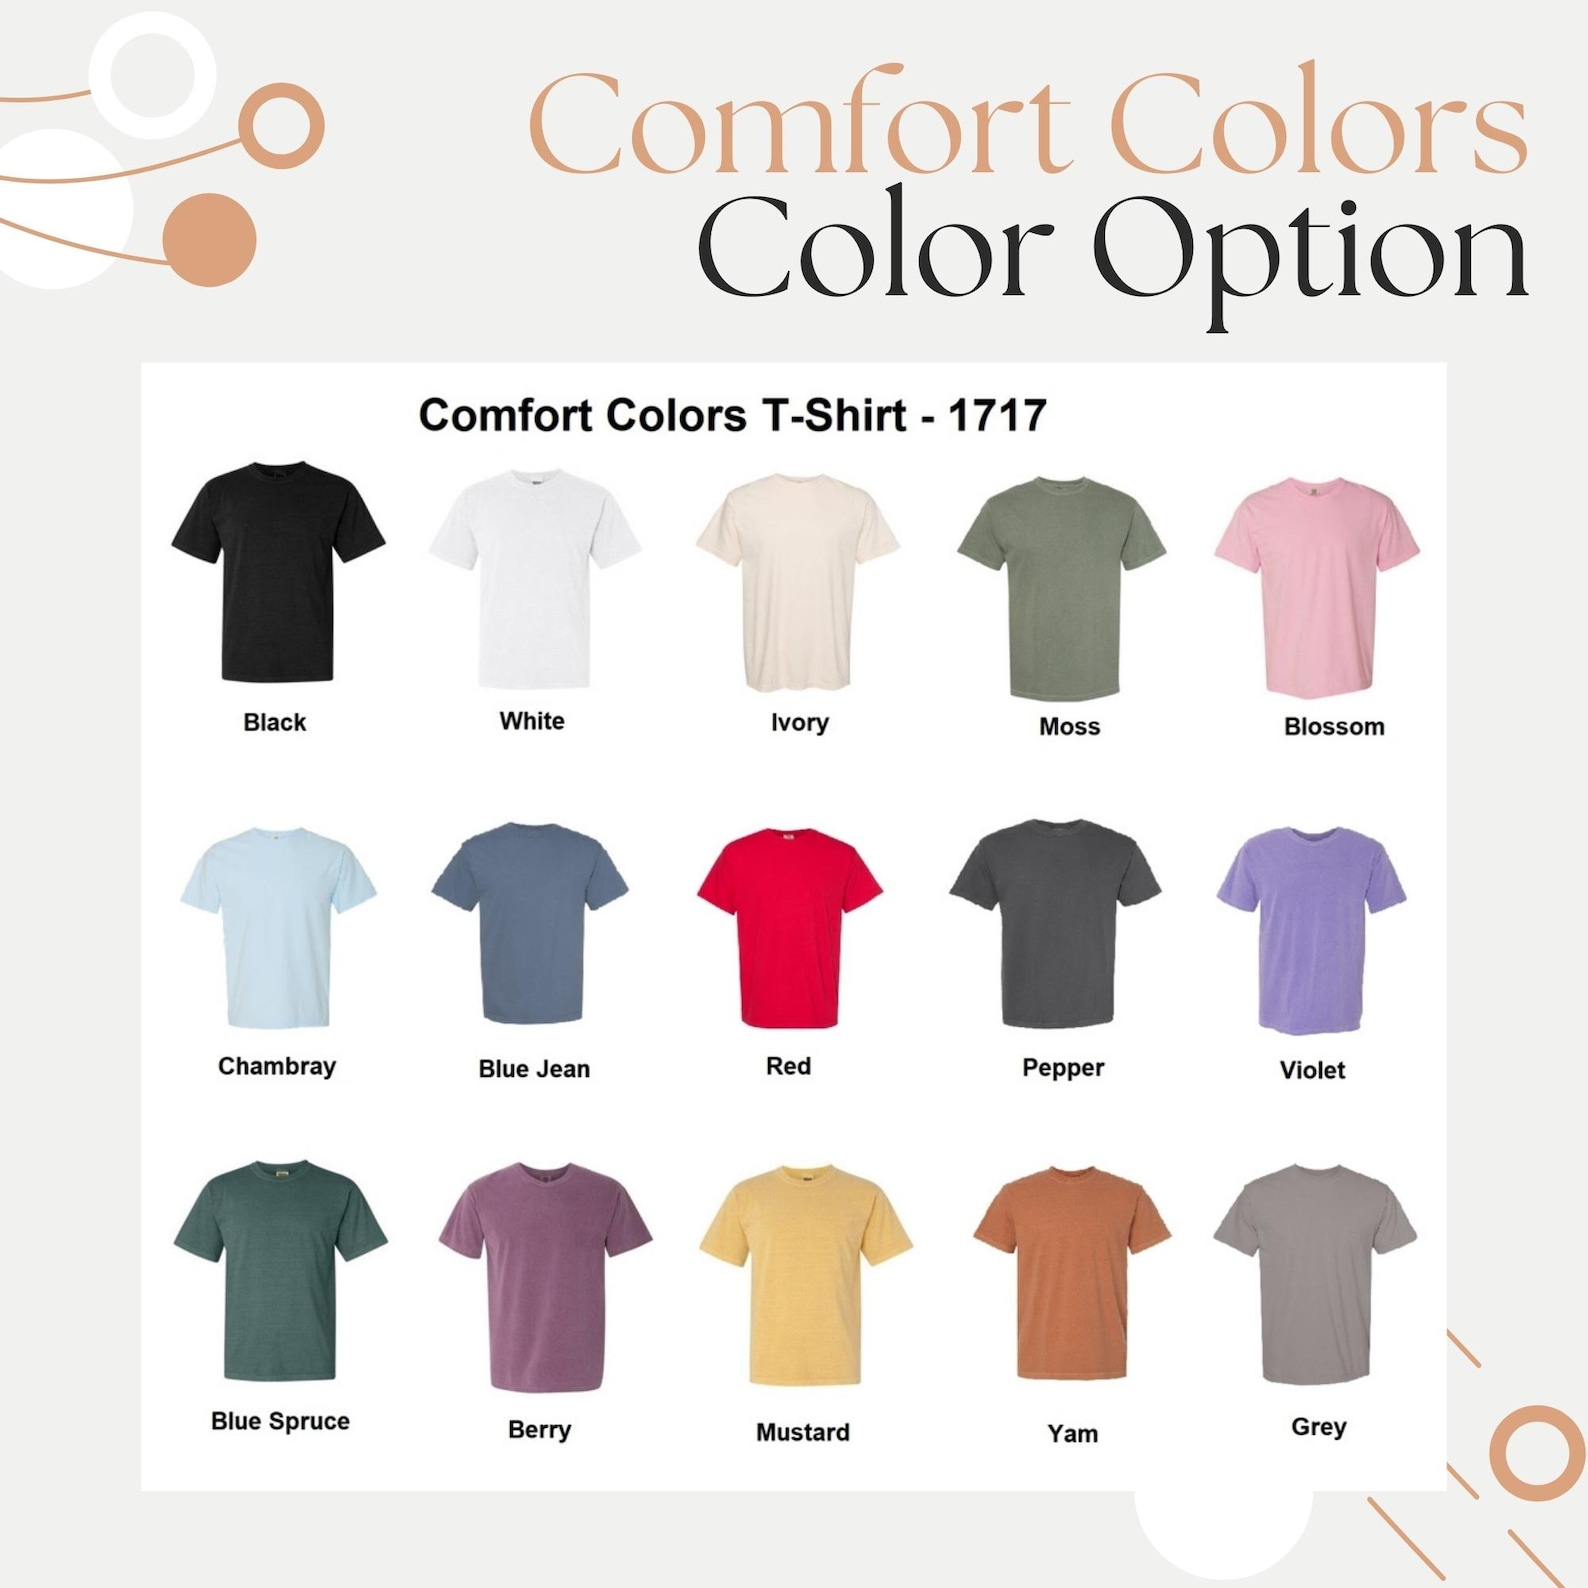 Comfort Colors
Color Option
Comfort Colors T-Shirt - 1717
Black White Ivory Moss Blossom
Chambray Blue Jean Red Pepper Violet
Blue Spruce Berry Mustard Yam Grey